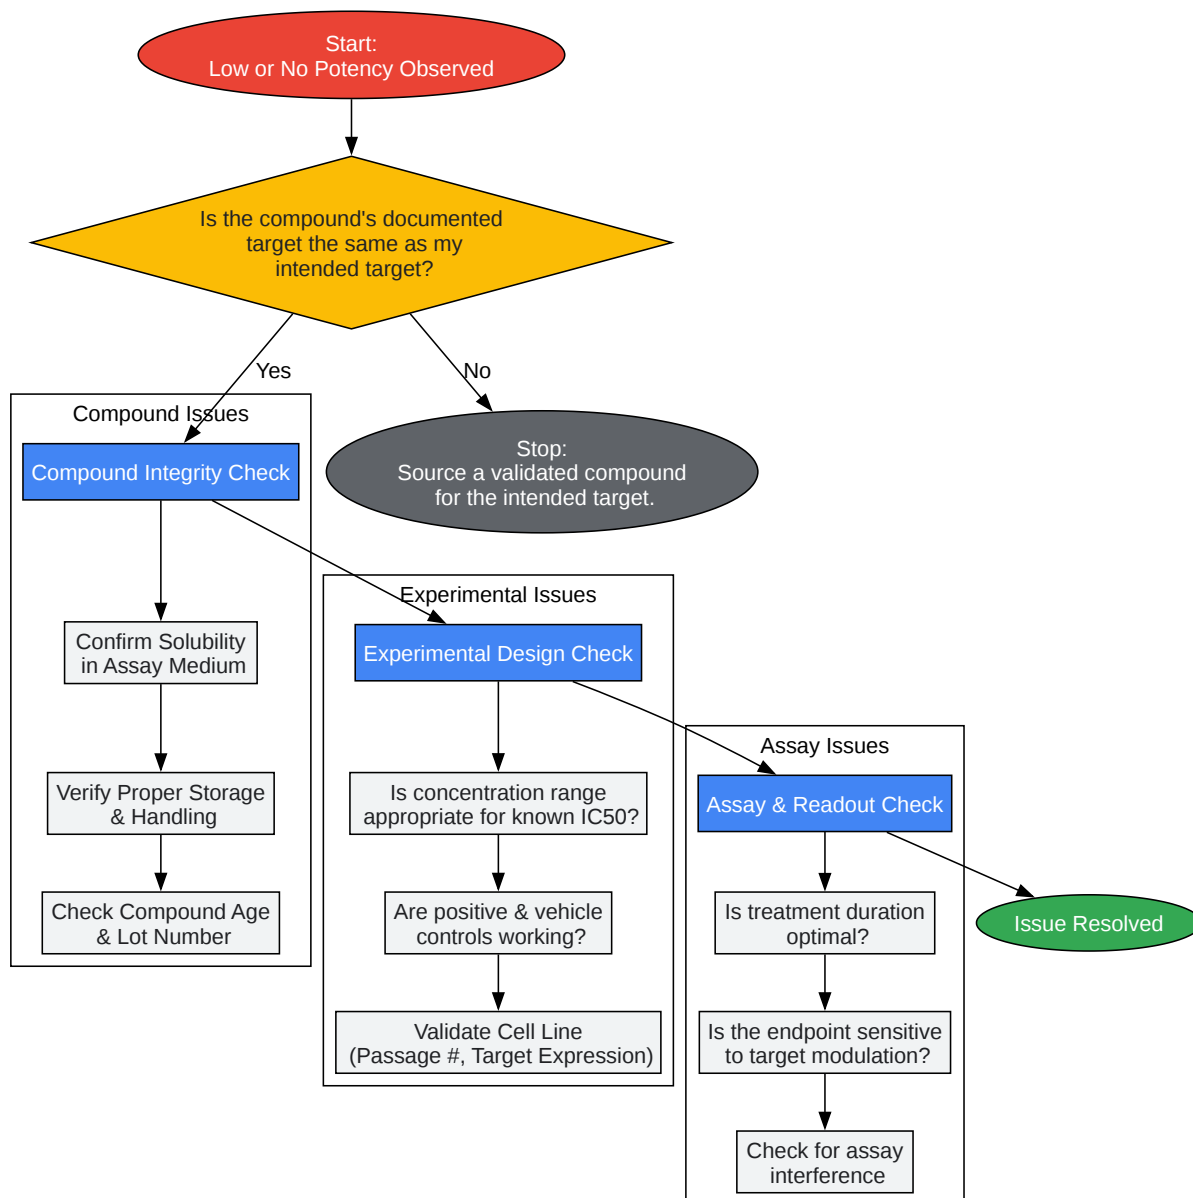 Start:
Low or No Potency Observed
Is the compound's documented
target the same as my
intended target?
Yes
No
Compound Issues
Compound Integrity Check
Stop:
Source a validated compound
for the intended target.
Confirm Solubility
in Assay Medium
Verify Proper Storage
& Handling
Check Compound Age
& Lot Number
Experimental Issues
Experimental Design Check
Is concentration range
appropriate for known IC50?
Are positive & vehicle
controls working?
Validate Cell Line
(Passage #, Target Expression)
Assay Issues
Assay & Readout Check
Is treatment duration
optimal?
Is the endpoint sensitive
to target modulation?
Check for assay
interference
Issue Resolved